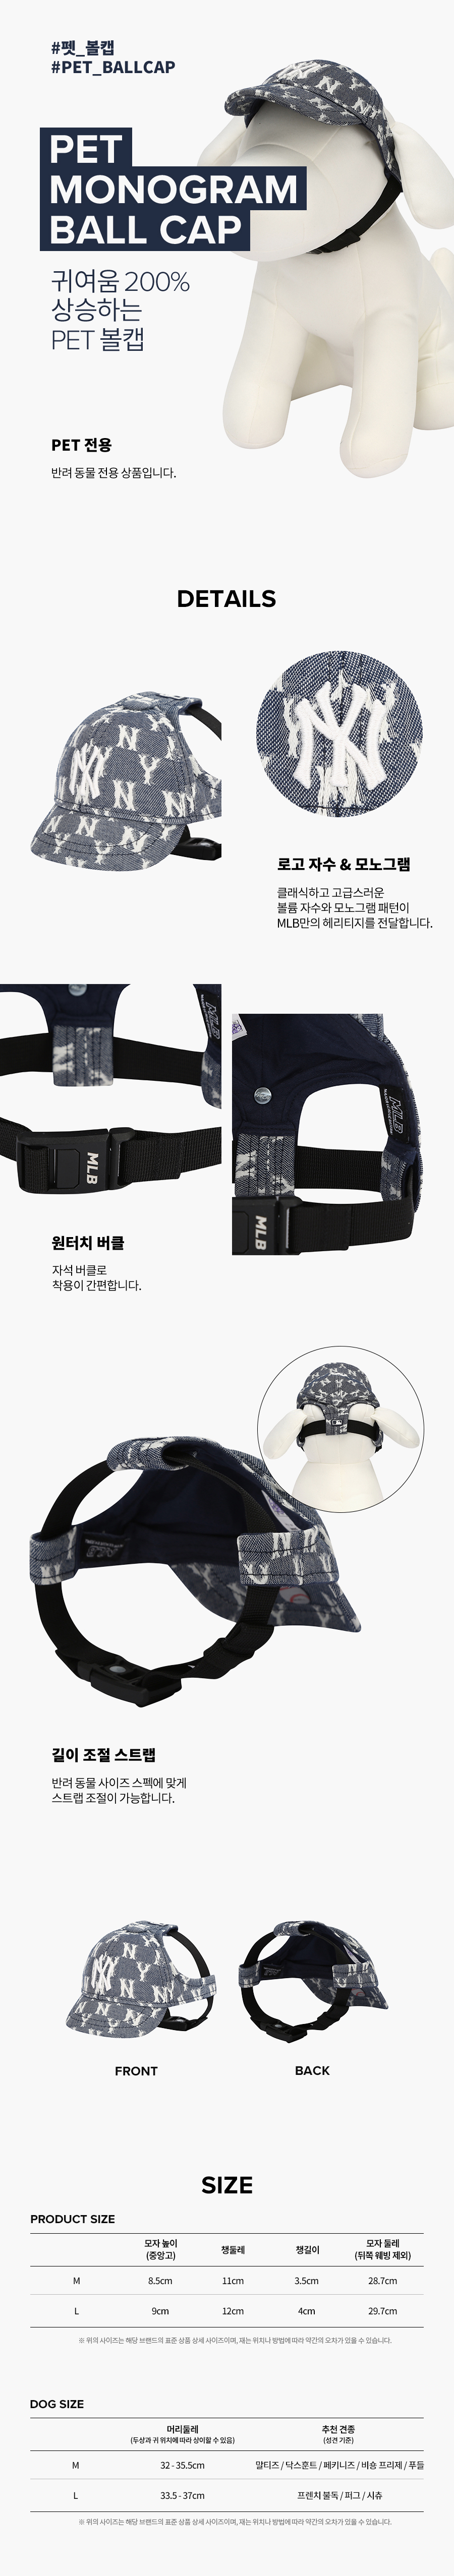 #펫_볼캡
#PET_BALLCAP
PET
MONOGRAM
BALL CAP
귀여움 200%
상승하는
PET 볼캡
PET 전용
반려 동물 전용 상품입니다.
DETAILS
로고 자수 & 모노그램
클래식하고 고급스러운
볼륨 자수와 모노그램 패턴이
MLB만의 헤리티지를 전달합니다.
MLB
MLB
MLB
원터치 버클
자석 버클로
착용이 간편합니다.
길이 조절 스트랩
반려 동물 사이즈 스펙에 맞게
스트랩 조절이 가능합니다.
FRONT
BACK
SIZE
PRODUCT SIZE
모자 높이 챙둘레 챙길이 모자 둘레
(중앙고) (뒤쪽 웨빙 제외)
M 8.5cm 11cm 3.5cm 28.7cm
L 9cm 12cm 4cm 29.7cm
※ 위의 사이즈는 해당 브랜드의 표준 상품 상세 사이즈이며, 재는 위치나 방법에 따라 약간의 오차가 있을 수 있습니다.
DOG SIZE
머리둘레 추천 견종
(두상과 귀 위치에 따라 상이할 수 있음) (성견 기준)
M 32 - 35.5cm 말티즈 / 닥스훈트 / 페키니즈 / 비숑 프리제 / 푸들
L 33.5 - 37cm 프렌치 불독 / 퍼그 / 시츄
※ 위의 사이즈는 해당 브랜드의 표준 상품 상세 사이즈이며, 재는 위치나 방법에 따라 약간의 오차가 있을 수 있습니다.